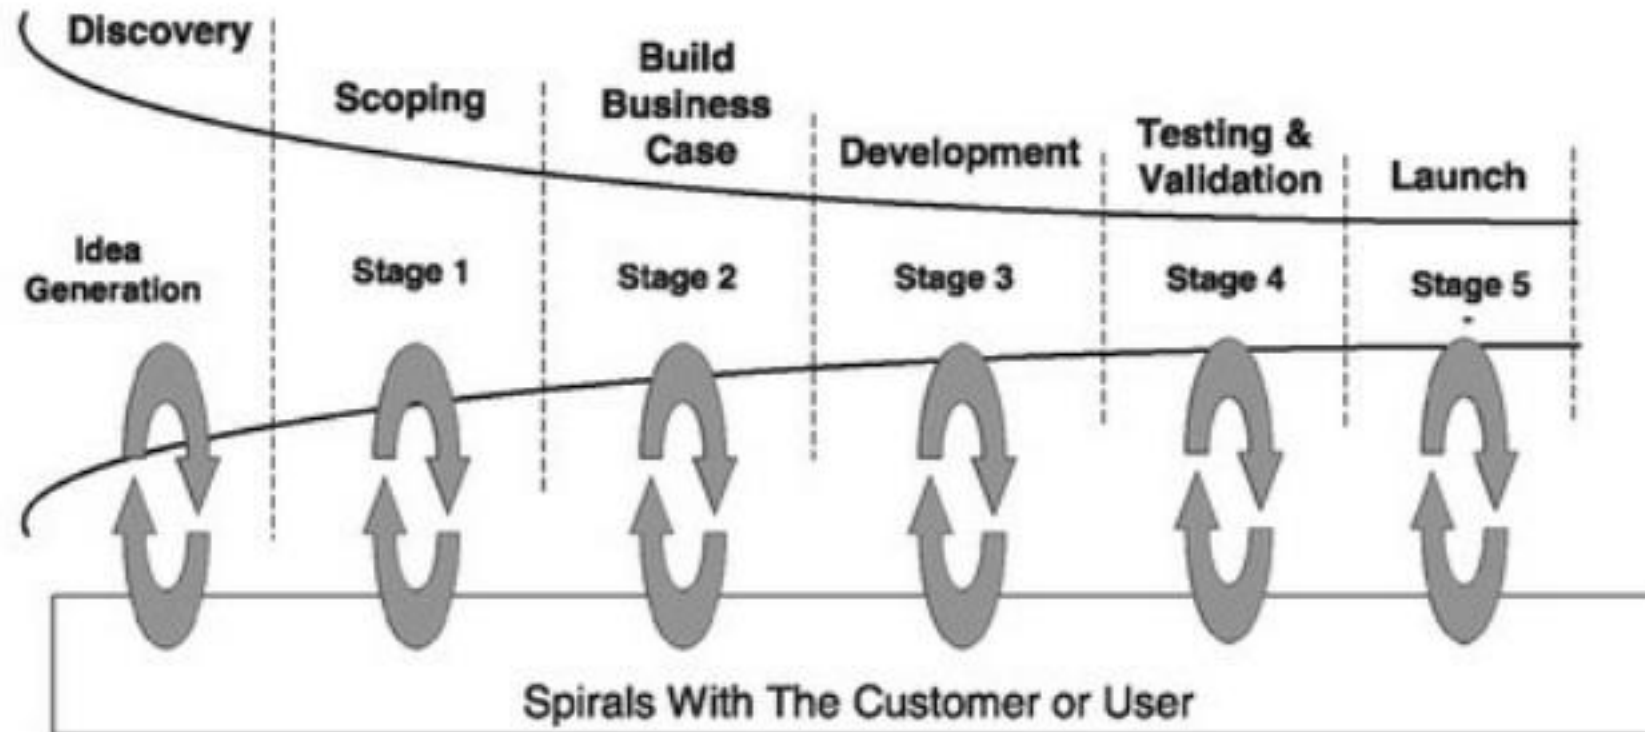 Discovery
Scoping
Build
Business
Case
Development
Testing &
Validation
Launch
Idea
Generation
Stage 1
Stage 2
Stage 3
Stage 4
Stage 5
Spirals With The Customer or User